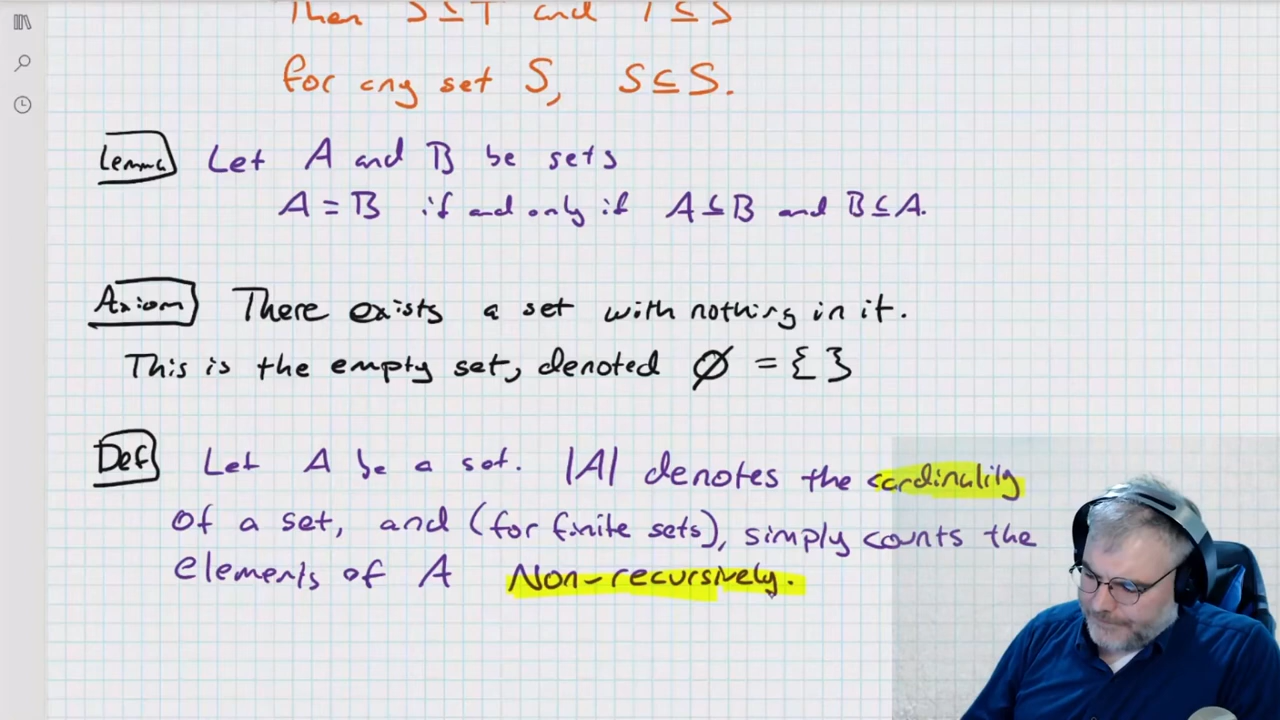 Then S ⊆ T and T ⊆ S
for any set S, S ⊆ S.
Lemma Let A and B be sets
A = B if and only if A ⊆ B and B ⊆ A.
Axiom There exists a set with nothing in it.
This is the empty set, denoted ∅ = { }
Def Let A be a set. |A| denotes the cardinality
of a set, and (for finite sets), simply counts the
elements of A Non-recursively.